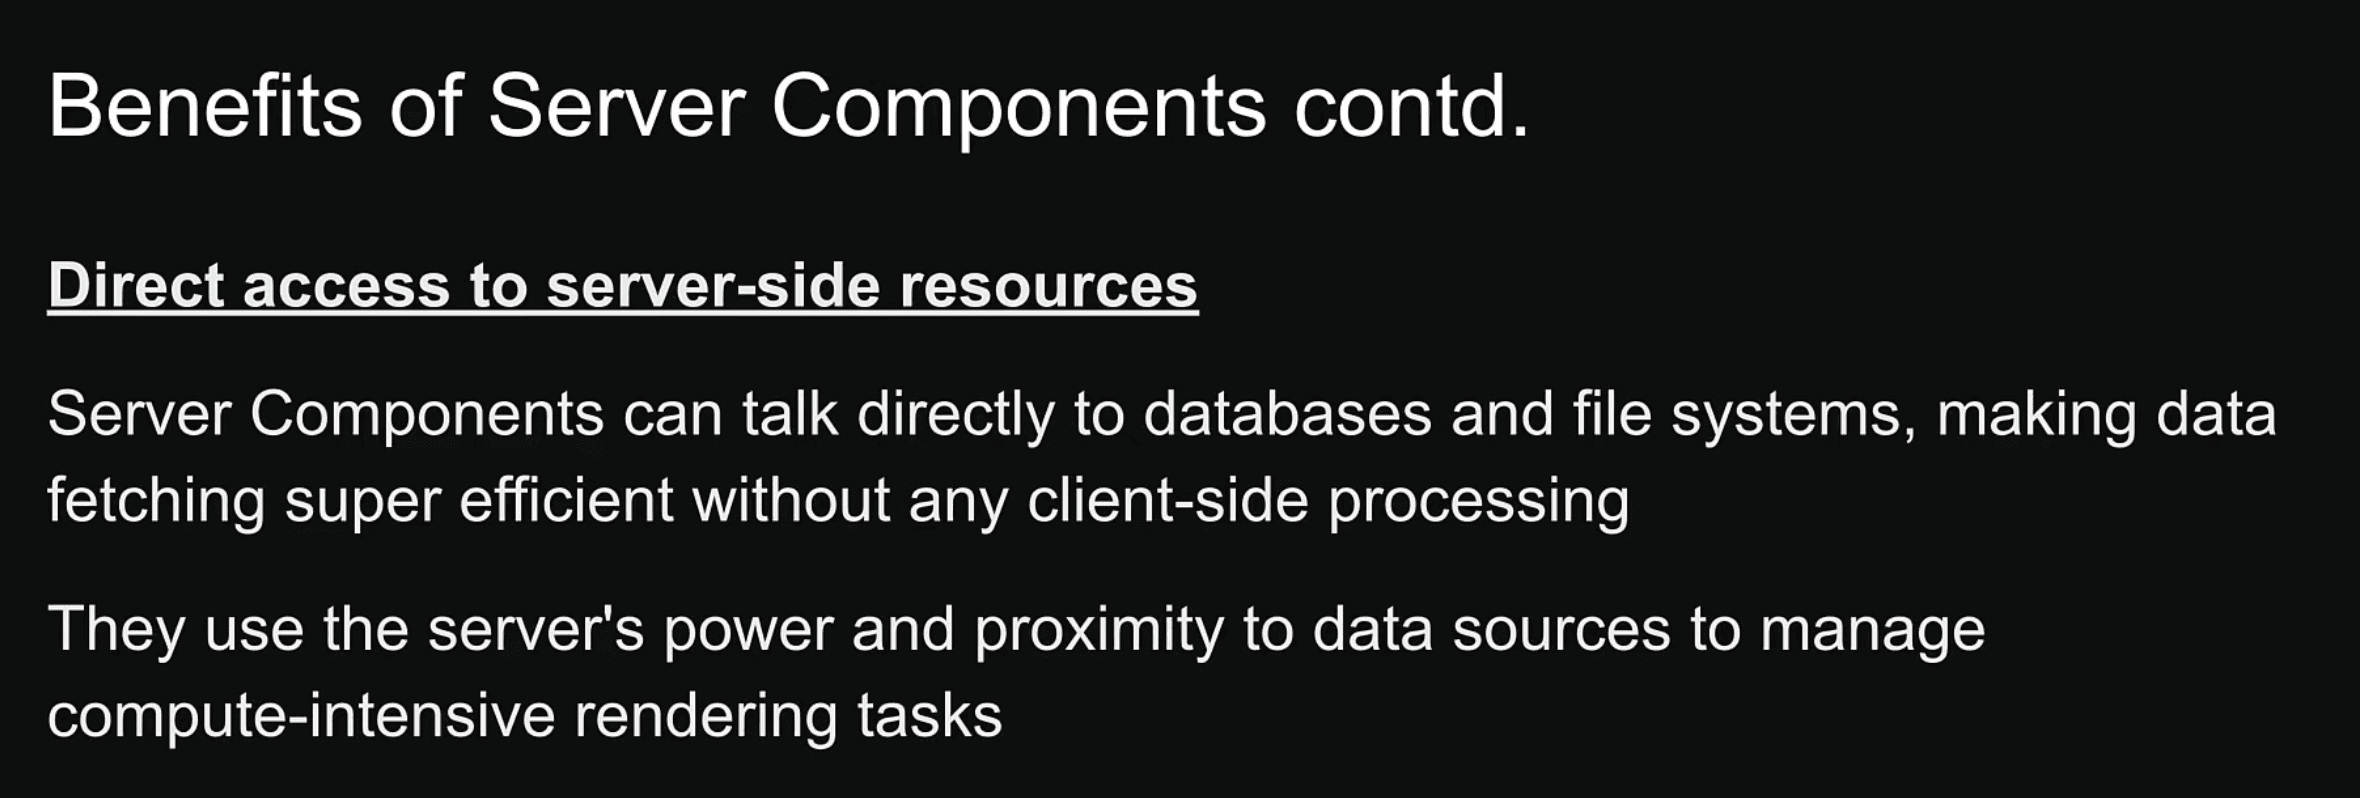 Benefits of Server Components contd.
Direct access to server-side resources
Server Components can talk directly to databases and file systems, making data
fetching super efficient without any client-side processing
They use the server's power and proximity to data sources to manage
compute-intensive rendering tasks